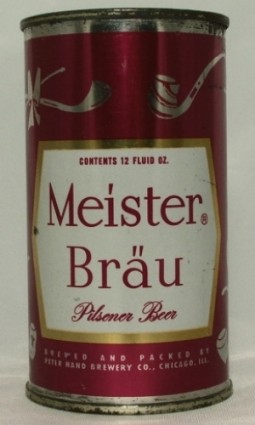 CONTENTS 12 FLUID OZ.
Meister®
Bräu
Pilsener Beer
BREWED AND PACKED BY
PETER HAND BREWERY CO., CHICAGO, ILL.